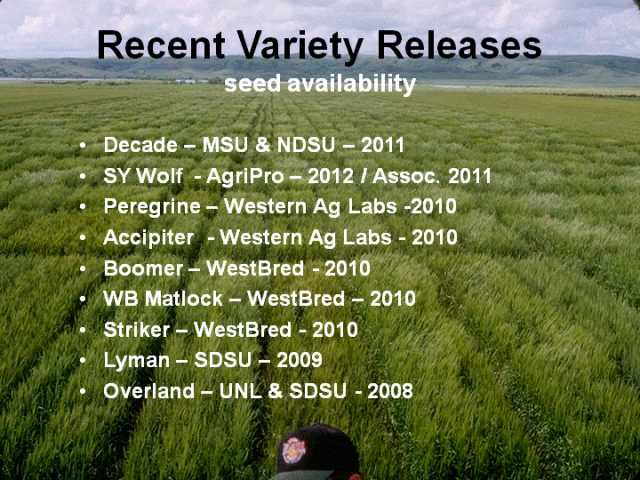 Recent Variety Releases
seed availability
• Decade – MSU & NDSU – 2011
• SY Wolf - AgriPro – 2012 / Assoc. 2011
• Peregrine – Western Ag Labs -2010
• Accipiter - Western Ag Labs - 2010
• Boomer – WestBred - 2010
• WB Matlock – WestBred – 2010
• Striker – WestBred - 2010
• Lyman – SDSU – 2009
• Overland – UNL & SDSU - 2008